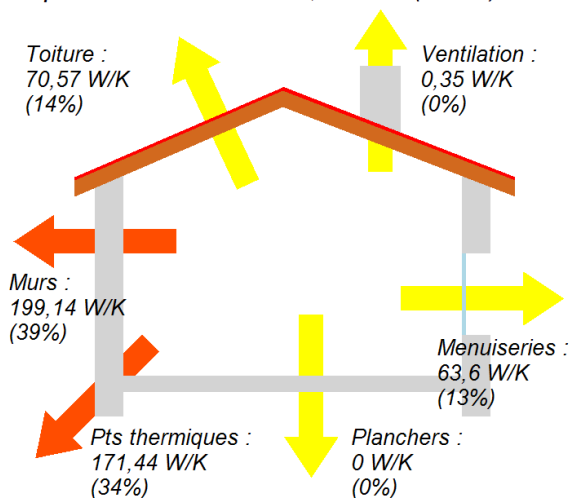 Toiture :
70,57 W/K
(14%)
Ventilation :
0,35 W/K
(0%)
Murs :
199,14 W/K
(39%)
Menuiseries :
63,6 W/K
(13%)
Pts thermiques :
171,44 W/K
(34%)
Planchers :
0 W/K
(0%)